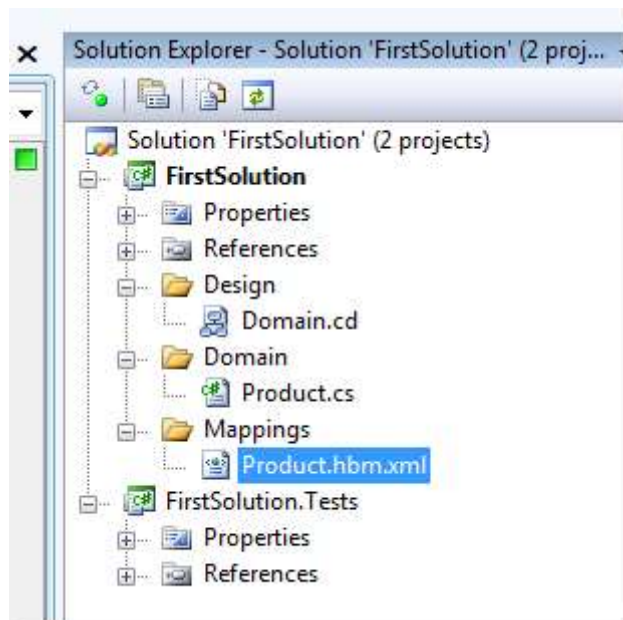 Solution Explorer - Solution 'FirstSolution' (2 proj...
Solution 'FirstSolution' (2 projects)
FirstSolution
Properties
References
Design
Domain.cd
Domain
Product.cs
Mappings
Product.hbm.xml
FirstSolution.Tests
Properties
References